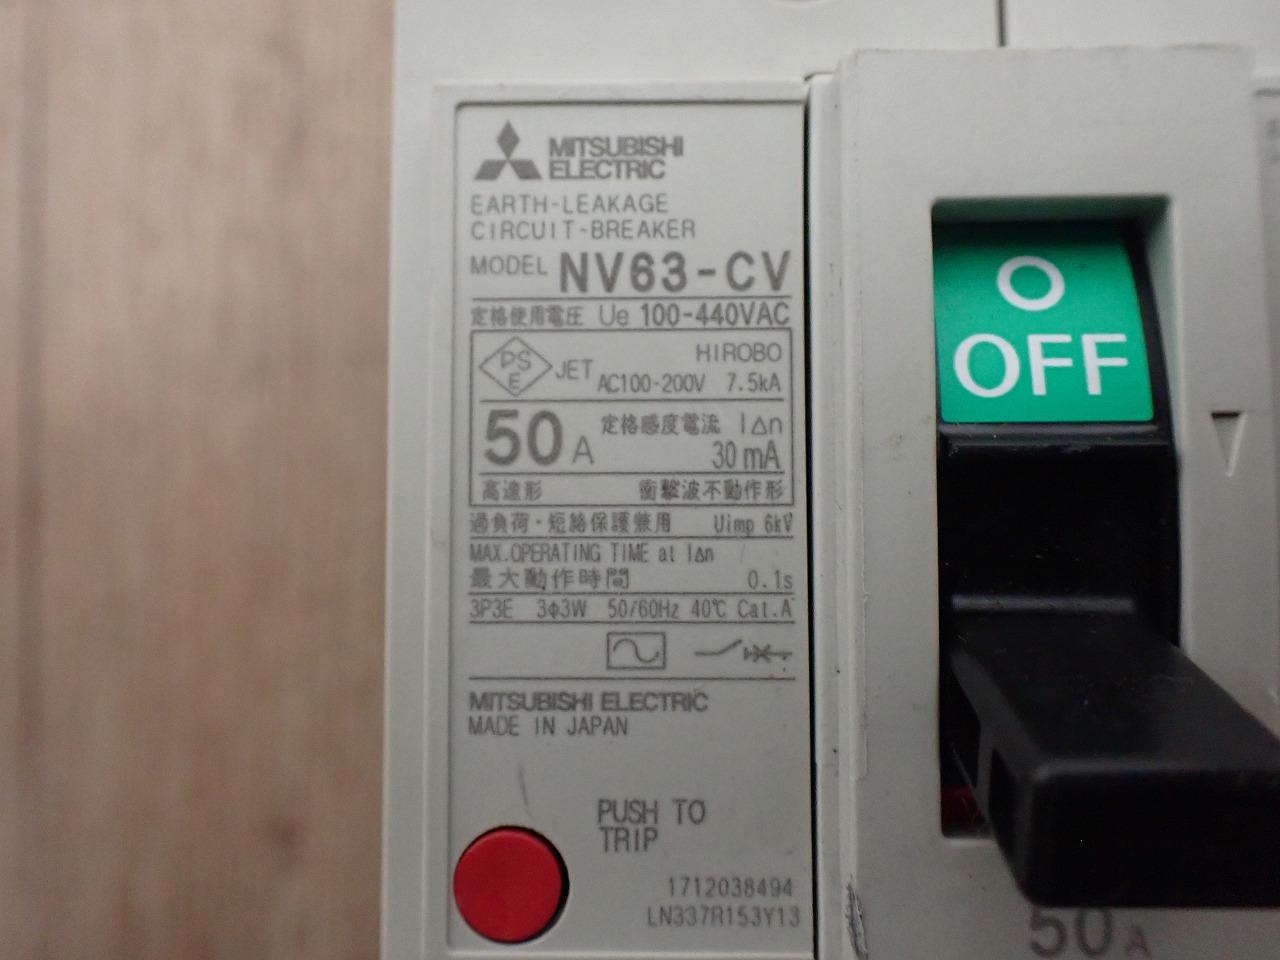 MITSUBISHI
ELECTRIC
EARTH-LEAKAGE
CIRCUIT-BREAKER
MODEL NV63-CV
定格使用電圧 Ue 100-440VAC
PS
E JET HIROBO
AC100-200V 7.5kA
50A 定格感度電流 IΔn
30mA
高速形 衝撃波不動作形
過負荷・短絡保護兼用 Uimp 6kV
MAX.OPERATING TIME at IΔn
最大動作時間 0.1s
3P3E 3ϕ3W 50/60Hz 40℃ Cat.A
MITSUBISHI ELECTRIC
MADE IN JAPAN
PUSH TO
TRIP
1712038494
LN337R153Y13
O
OFF
50A